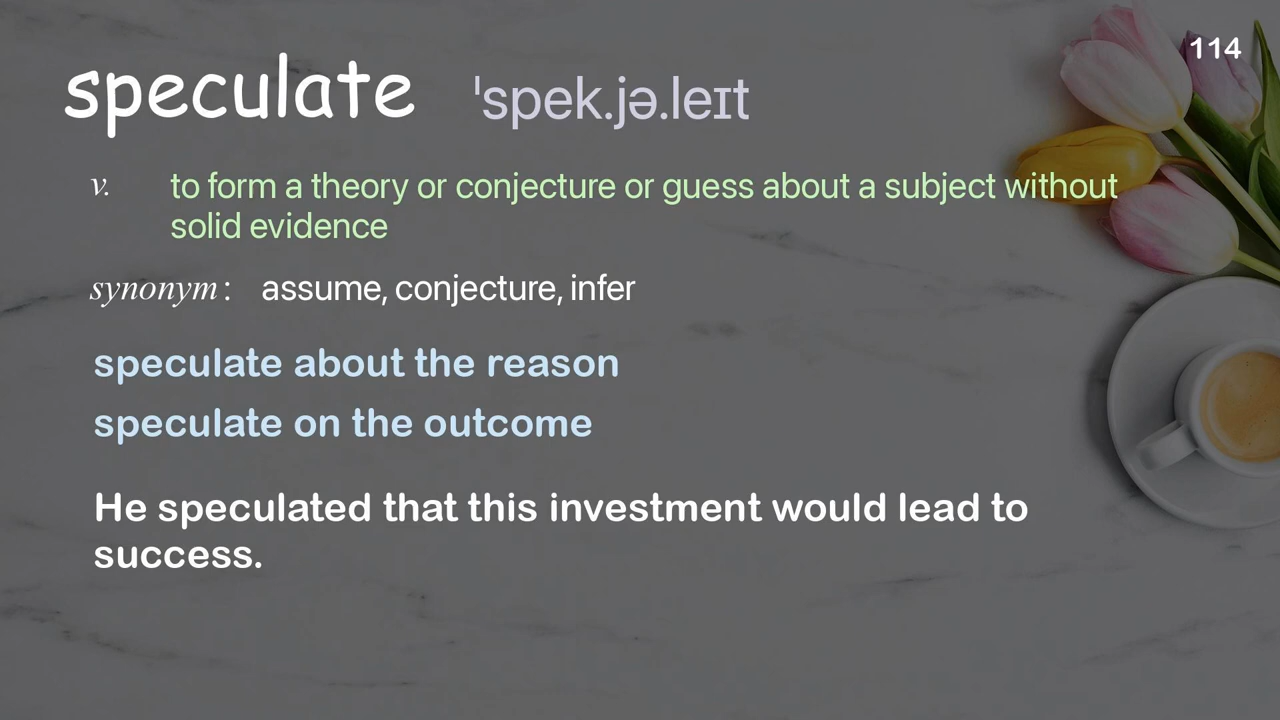 114
speculate ˈspek.jə.leɪt
v. to form a theory or conjecture or guess about a subject without
solid evidence
synonym : assume, conjecture, infer
speculate about the reason
speculate on the outcome
He speculated that this investment would lead to
success.